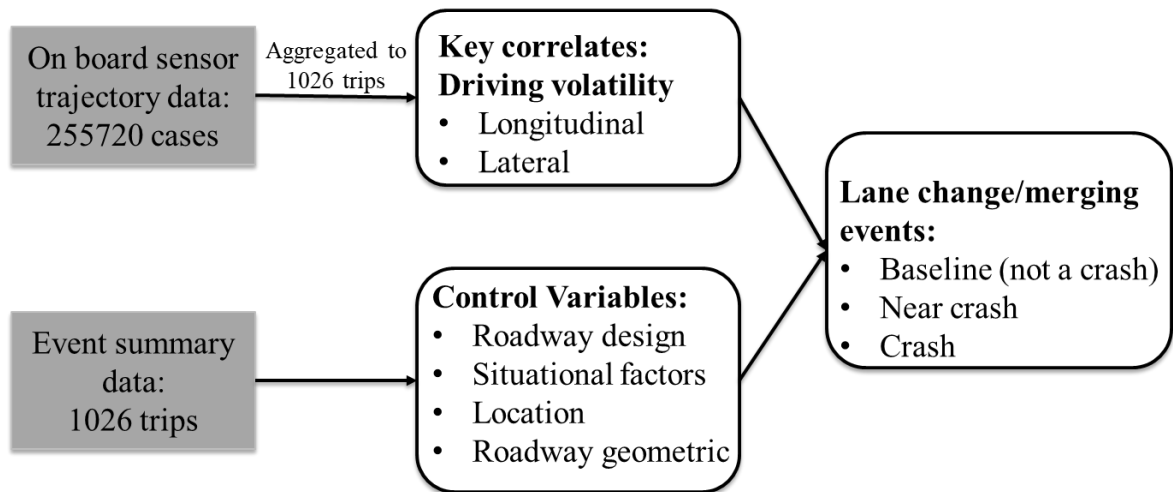 On board sensor
trajectory data:
255720 cases
Aggregated to
1026 trips
Key correlates:
Driving volatility
• Longitudinal
• Lateral
Event summary
data:
1026 trips
Control Variables:
• Roadway design
• Situational factors
• Location
• Roadway geometric
Lane change/merging
events:
• Baseline (not a crash)
• Near crash
• Crash